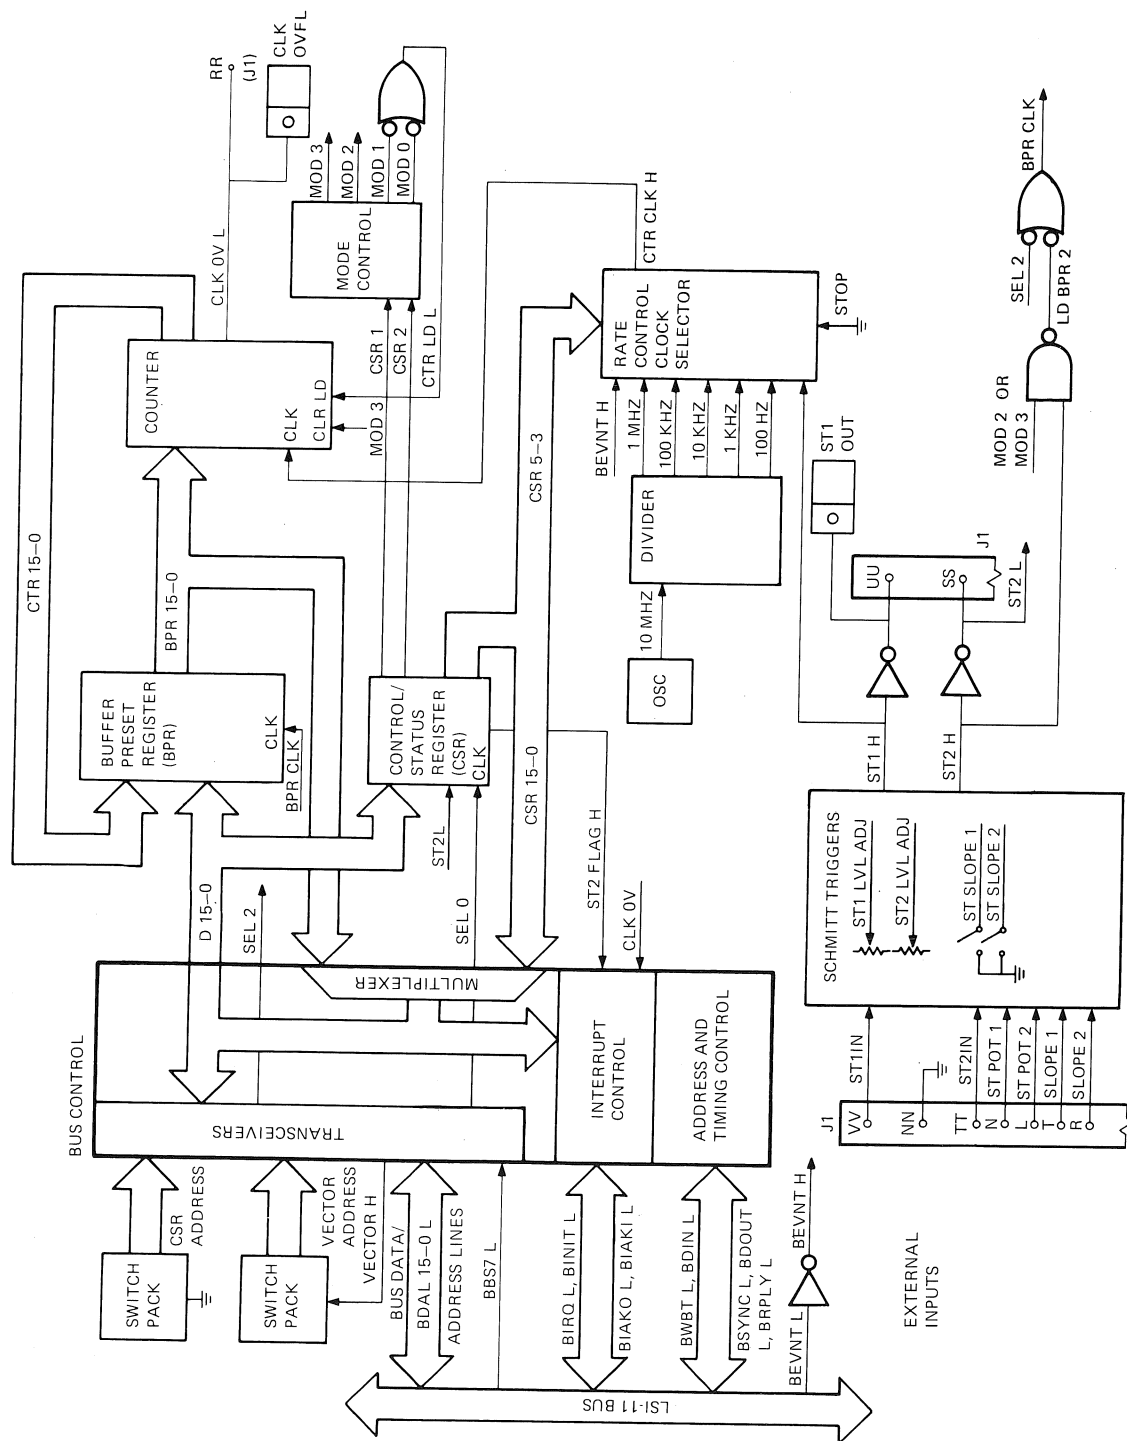 BUS CONTROL
SWITCH
PACK
CSR
ADDRESS
SWITCH
PACK
VECTOR
ADDRESS
VECTOR H
BUS DATA/
BDAL 15–0 L
ADDRESS LINES
BBS7 L
BIRQ L, BINIT L
BIAKO L, BIAKI L
BWBT L, BDIN L
BSYNC L, BDOUT
L, BRPLY L
BEVNT L
BEVNT H
LSI-11 BUS
TRANSCEIVERS
MULTIPLEXER
INTERRUPT
CONTROL
ADDRESS AND
TIMING CONTROL
D 15–0
SEL 2
SEL 0
ST2L
CSR 15–0
ST2 FLAG H
CLK 0V
CTR 15–0
BUFFER
PRESET
REGISTER
(BPR)
CLK
BPR CLK
BPR 15–0
CONTROL/
STATUS
REGISTER
(CSR)
CLK
COUNTER
CLK
CLR LD
MOD 3
CLK 0V L
RR
(J1)
CLK
OVFL
CSR 1
CSR 2
CTR LD L
MODE
CONTROL
MOD 3
MOD 2
MOD 1
MOD 0
CSR 5–3
CTR CLK H
OSC
10 MHZ
DIVIDER
BEVNT H
1 MHZ
100 KHZ
10 KHZ
1 KHZ
100 HZ
RATE
CONTROL
CLOCK
SELECTOR
STOP
EXTERNAL
INPUTS
J1
VV
NN
TT
N
L
T
R
ST1IN
ST2IN
ST POT 1
ST POT 2
SLOPE 1
SLOPE 2
SCHMITT TRIGGERS
ST1 LVL ADJ
ST2 LVL ADJ
ST SLOPE 1
ST SLOPE 2
ST1 H
ST2 H
ST1
OUT
UU
SS
J1
ST2 L
MOD 2 OR
MOD 3
SEL 2
LD BPR 2
BPR CLK